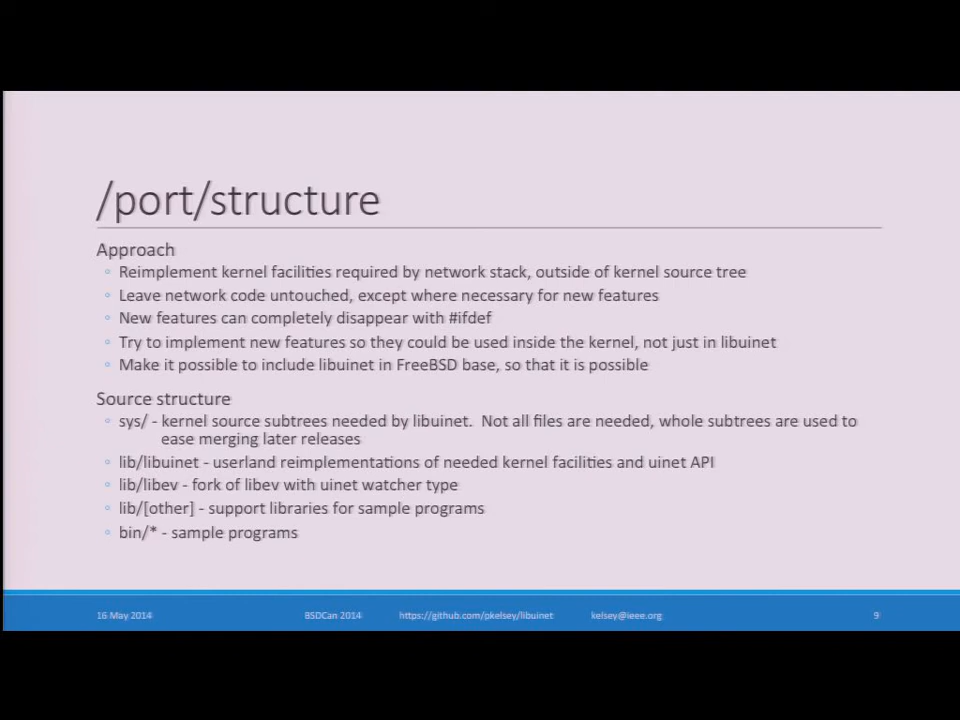 /port/structure
Approach
◦ Reimplement kernel facilities required by network stack, outside of kernel source tree
◦ Leave network code untouched, except where necessary for new features
◦ New features can completely disappear with #ifdef
◦ Try to implement new features so they could be used inside the kernel, not just in libuinet
◦ Make it possible to include libuinet in FreeBSD base, so that it is possible
Source structure
◦ sys/ - kernel source subtrees needed by libuinet.  Not all files are needed, whole subtrees are used to
ease merging later releases
◦ lib/libuinet - userland reimplementations of needed kernel facilities and uinet API
◦ lib/libev - fork of libev with uinet watcher type
◦ lib/[other] - support libraries for sample programs
◦ bin/* - sample programs
16 May 2014 BSDCan 2014 https://github.com/pkelsey/libuinet kelsey@ieee.org 9